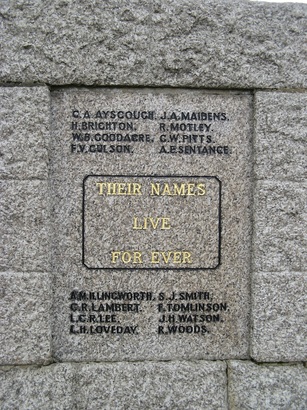 C.A. AYSCOUGH. J.A. MAIDENS.
H. BRIGHTON. R. MOTLEY.
W.B. GOODACRE. C.W. PITTS.
F.V. GULSON. A.E. SENTANCE.
THEIR NAMES
LIVE
FOR EVER
ILLINGWORTH. S.J. SMITH.
G.R. LAMBERT. F. TOMLINSON.
L.C.R. LEE. J.H. WATSON.
L.H. LOVEDAY. R. WOODS.